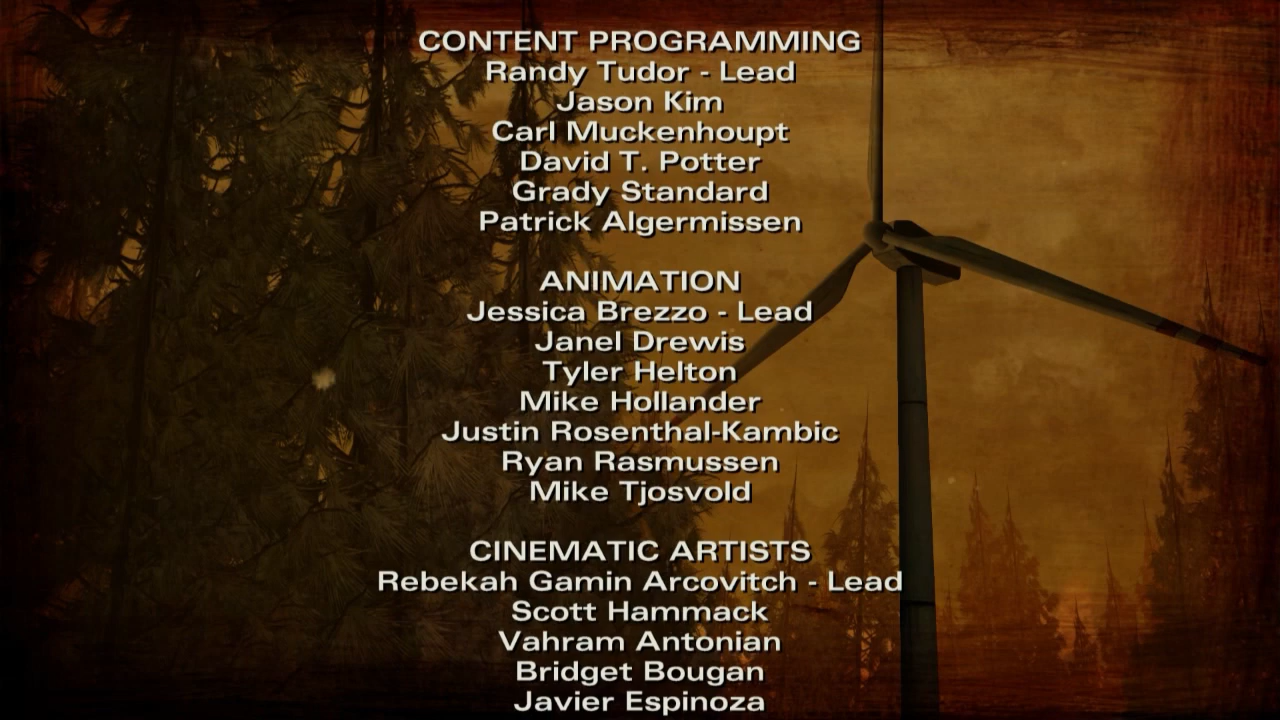 CONTENT PROGRAMMING
Randy Tudor - Lead
Jason Kim
Carl Muckenhoupt
David T. Potter
Grady Standard
Patrick Algermissen
ANIMATION
Jessica Brezzo - Lead
Janel Drewis
Tyler Helton
Mike Hollander
Justin Rosenthal-Kambic
Ryan Rasmussen
Mike Tjosvold
CINEMATIC ARTISTS
Rebekah Gamin Arcovitch - Lead
Scott Hammack
Vahram Antonian
Bridget Bougan
Javier Espinoza